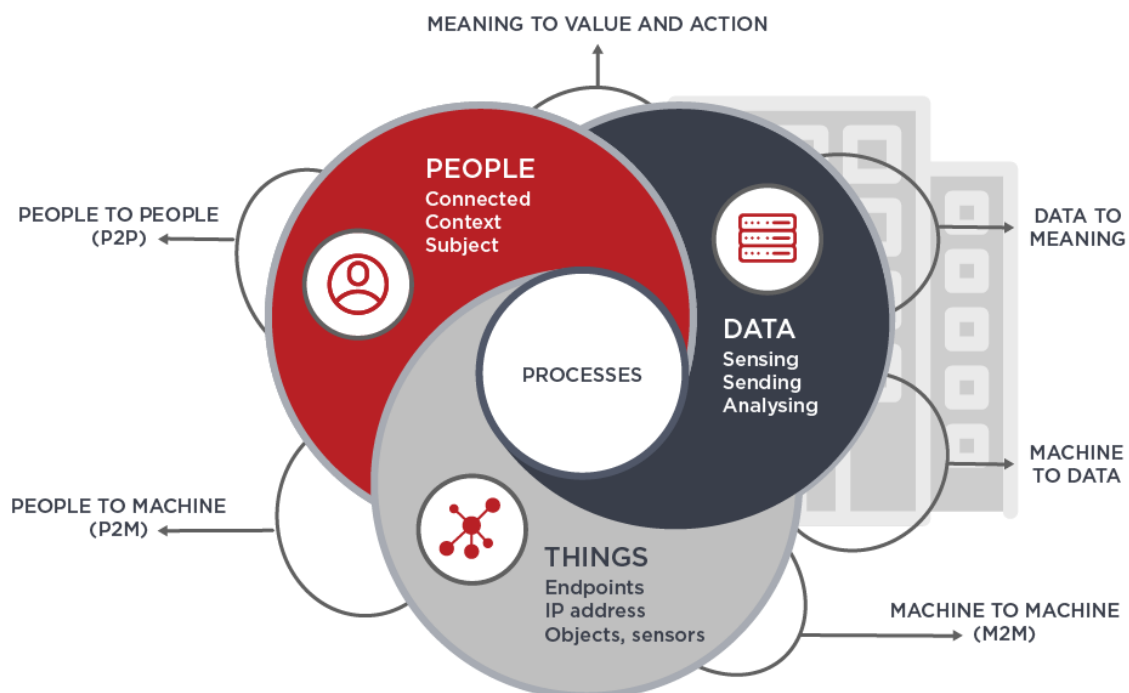 MEANING TO VALUE AND ACTION
PEOPLE
Connected
Context
Subject
PEOPLE TO PEOPLE
(P2P)
DATA TO
MEANING
DATA
Sensing
Sending
Analysing
PROCESSES
MACHINE
TO DATA
PEOPLE TO MACHINE
(P2M)
THINGS
Endpoints
IP address
Objects, sensors
MACHINE TO MACHINE
(M2M)